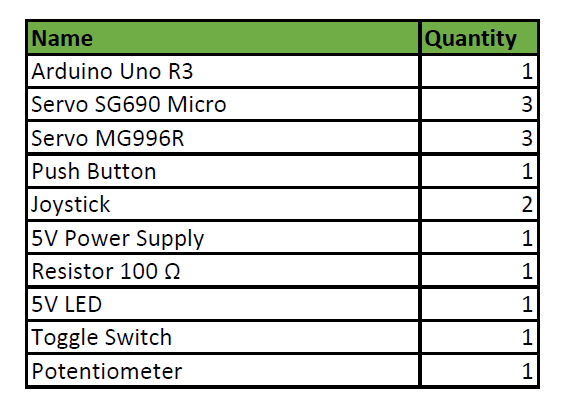 Name Quantity
Arduino Uno R3 1
Servo SG690 Micro 3
Servo MG996R 3
Push Button 1
Joystick 2
5V Power Supply 1
Resistor 100 Ω 1
5V LED 1
Toggle Switch 1
Potentiometer 1